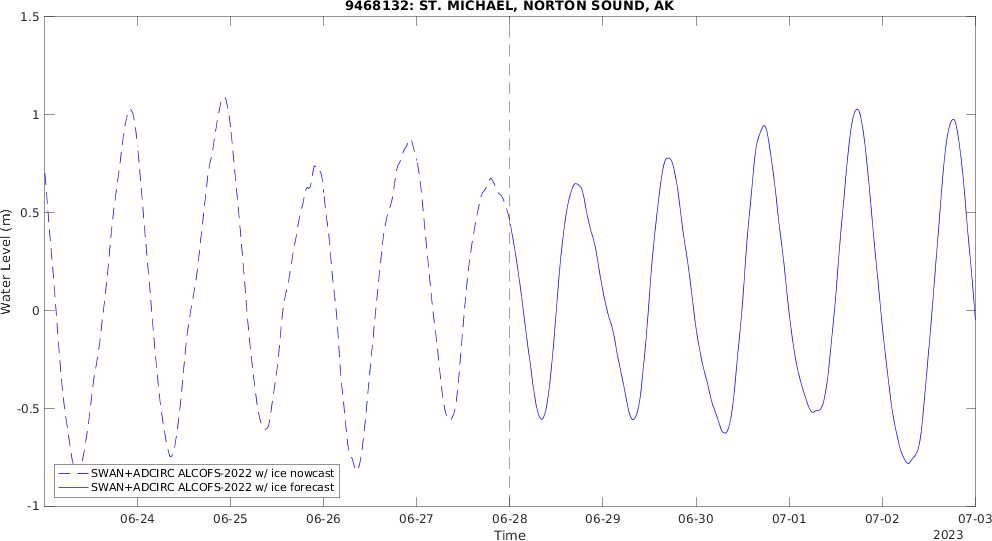 9468132: ST. MICHAEL, NORTON SOUND, AK
Water Level (m)
1.5
1
0.5
0
-0.5
-1
SWAN+ADCIRC ALCOFS-2022 w/ ice nowcast
SWAN+ADCIRC ALCOFS-2022 w/ ice forecast
06-24 06-25 06-26 06-27 06-28 06-29 06-30 07-01 07-02 07-03
Time
2023